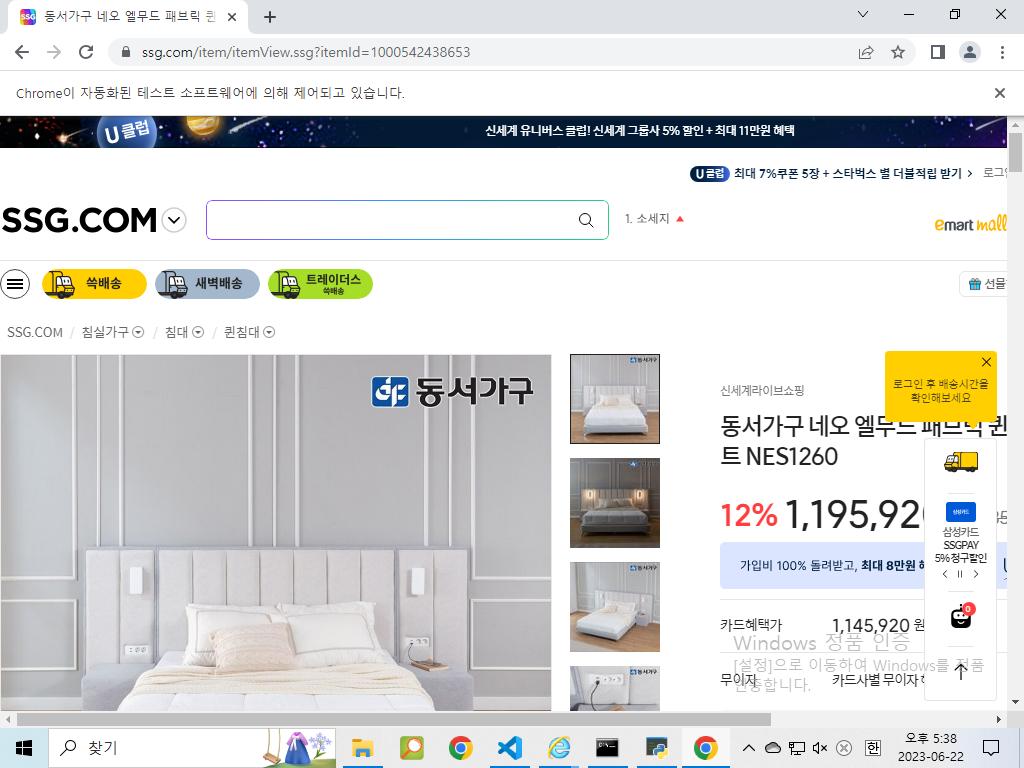 동서가구 네오 엘무드 패브릭 퀸
ssg.com/item/itemView.ssg?itemId=1000542438653
Chrome이 자동화된 테스트 소프트웨어에 의해 제어되고 있습니다.
U 클럽
신세계 유니버스 클럽! 신세계 그룹사 5% 할인 + 최대 11만원 혜택
U 클럽 최대 7%쿠폰 5장 + 스타벅스 별 더블적립 받기 >
SSG.COM
1. 소세지
emart mall
쓱배송
새벽배송
트레이더스
쓱배송
선물
SSG.COM / 침실가구 / 침대 / 퀸침대
동서가구
동서가구
로그인 후 배송시간을
확인해보세요
신세계라이브쇼핑
동서가구 네오 엘무드 패브릭 퀸
트 NES1260
12% 1,195,920
삼성카드
삼성카드
SSGPAY
5% 청구할인
가입비 100% 돌려받고, 최대 8만원
0
카드혜택가 1,145,920 원
무이자 카드사별 무이자
Windows 정품 인증
[설정]으로 이동하여 Windows를 정품
인증합니다.
찾기
오후 5:38
2023-06-22
한